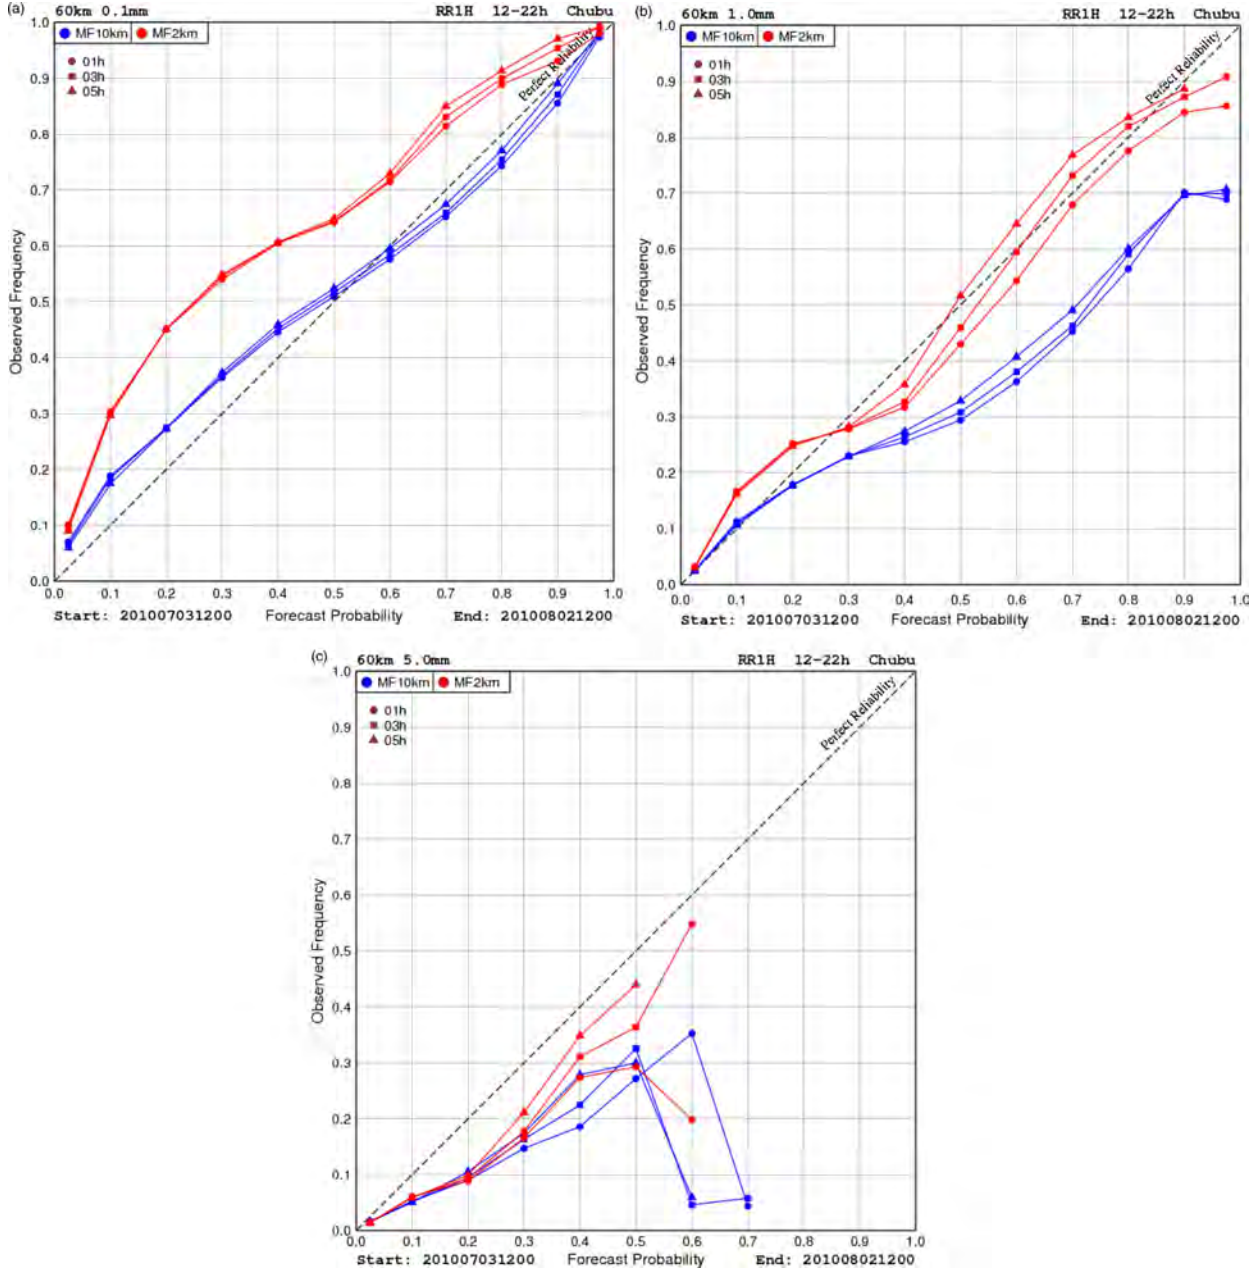 (a)
60km 0.1mm RR1H 12-22h Chubu
MF10km MF2km
01h
03h
05h
Perfect Reliability
Observed Frequency
1.0
0.9
0.8
0.7
0.6
0.5
0.4
0.3
0.2
0.1
0.0
0.0 0.1 0.2 0.3 0.4 0.5 0.6 0.7 0.8 0.9 1.0
Start: 201007031200 Forecast Probability End: 201008021200
(b)
60km 1.0mm RR1H 12-22h Chubu
MF10km MF2km
01h
03h
05h
Perfect Reliability
Observed Frequency
1.0
0.9
0.8
0.7
0.6
0.5
0.4
0.3
0.2
0.1
0.0
0.0 0.1 0.2 0.3 0.4 0.5 0.6 0.7 0.8 0.9 1.0
Start: 201007031200 Forecast Probability End: 201008021200
(c)
60km 5.0mm RR1H 12-22h Chubu
MF10km MF2km
01h
03h
05h
Perfect Reliability
Observed Frequency
1.0
0.9
0.8
0.7
0.6
0.5
0.4
0.3
0.2
0.1
0.0
0.0 0.1 0.2 0.3 0.4 0.5 0.6 0.7 0.8 0.9 1.0
Start: 201007031200 Forecast Probability End: 201008021200